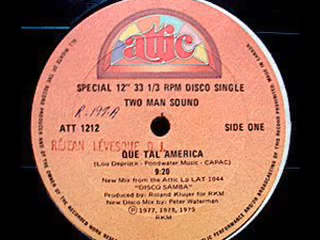 attic
SPECIAL 12" 33 1/3 RPM DISCO SINGLE
TWO MAN SOUND
ATT 1212
SIDE ONE
RÉJEAN LÉVESQUE D.J.
QUE TAL AMERICA
(Lou Deprijck - Pondwater Music - CAPAC)
9:20
New Mix from the Attic Lp LAT 1044
"DISCO SAMBA"
Produced by: Roland Kluger for RKM
New Disco Mix by: Peter Waterman
℗ 1977, 1978, 1979
RKM